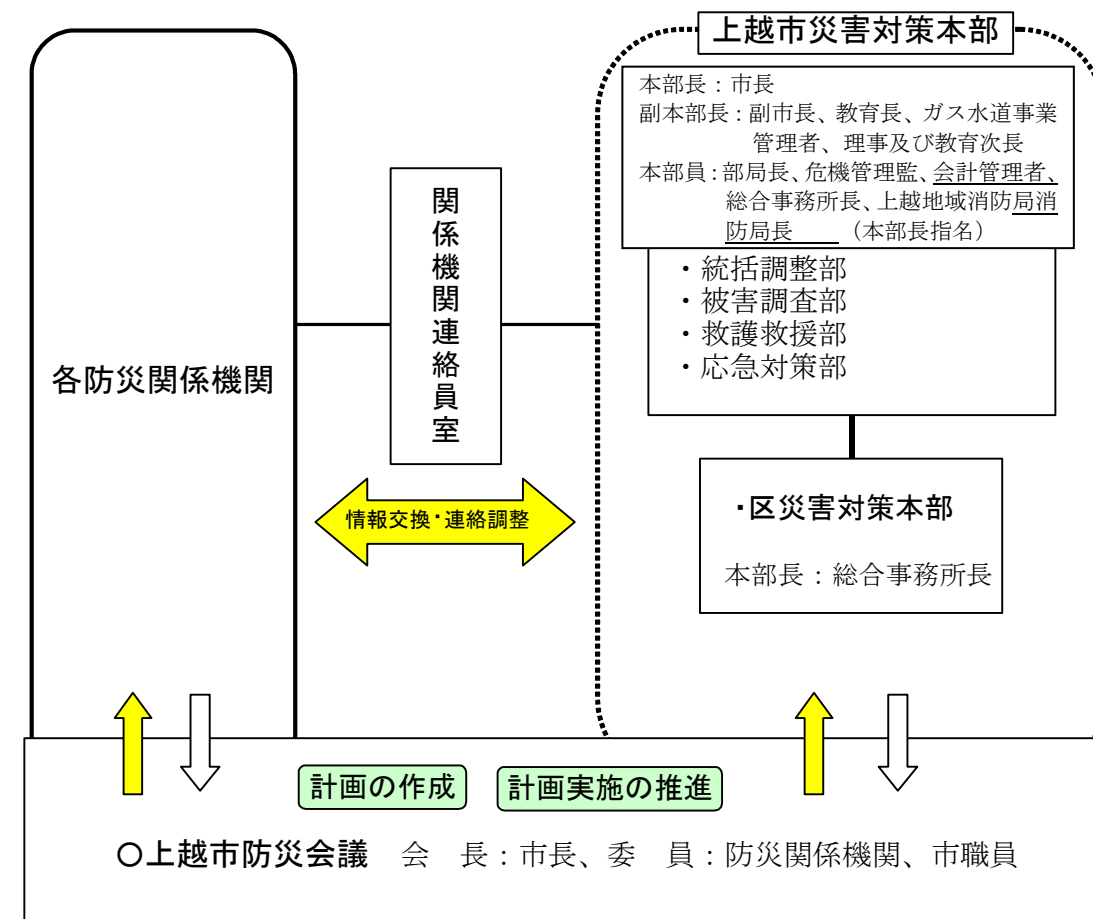 上越市災害対策本部
本部長：市長
副本部長：副市長、教育長、ガス水道事業
管理者、理事及び教育次長
本部員：部局長、危機管理監、会計管理者、
総合事務所長、上越地域消防局消
防局長　　（本部長指名）
・統括調整部
・被害調査部
・救護救援部
・応急対策部
関係機関連絡員室
各防災関係機関
情報交換・連絡調整
・区災害対策本部
本部長：総合事務所長
計画の作成
計画実施の推進
○上越市防災会議　会　長：市長、委　員：防災関係機関、市職員